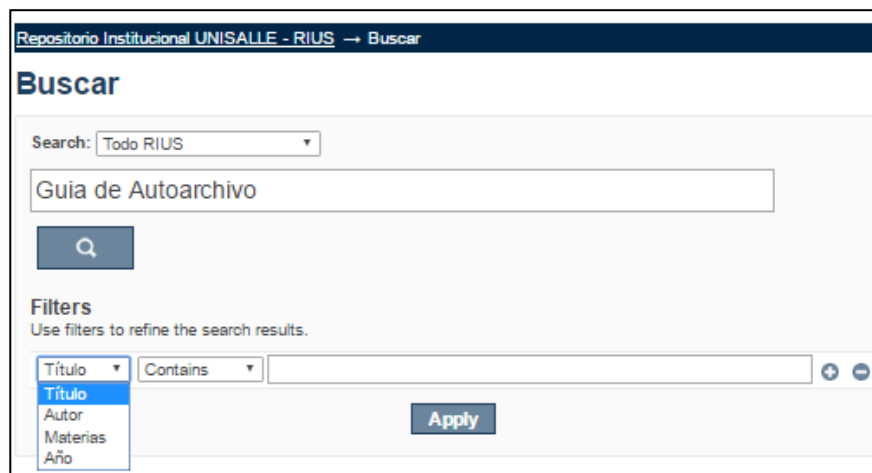 Repositorio Institucional UNISALLE - RIUS → Buscar
Buscar
Search: Todo RIUS
Guia de Autoarchivo
Filters
Use filters to refine the search results.
Título Contains
Título
Autor
Materias
Año
Apply